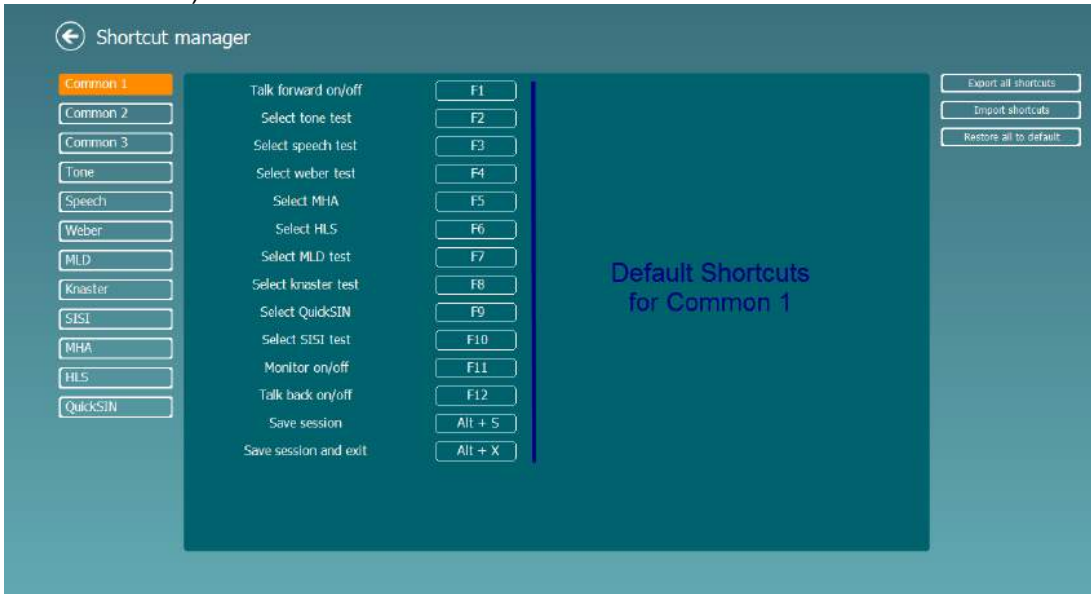 Shortcut manager
Common 1
Common 2
Common 3
Tone
Speech
Weber
MLD
Knaster
SISI
MHA
HLS
QuickSIN
Talk forward on/off F1
Select tone test F2
Select speech test F3
Select weber test F4
Select MHA F5
Select HLS F6
Select MLD test F7
Select knaster test F8
Select QuickSIN F9
Select SISI test F10
Monitor on/off F11
Talk back on/off F12
Save session Alt + S
Save session and exit Alt + X
Default Shortcuts
for Common 1
Export all shortcuts
Import shortcuts
Restore all to default